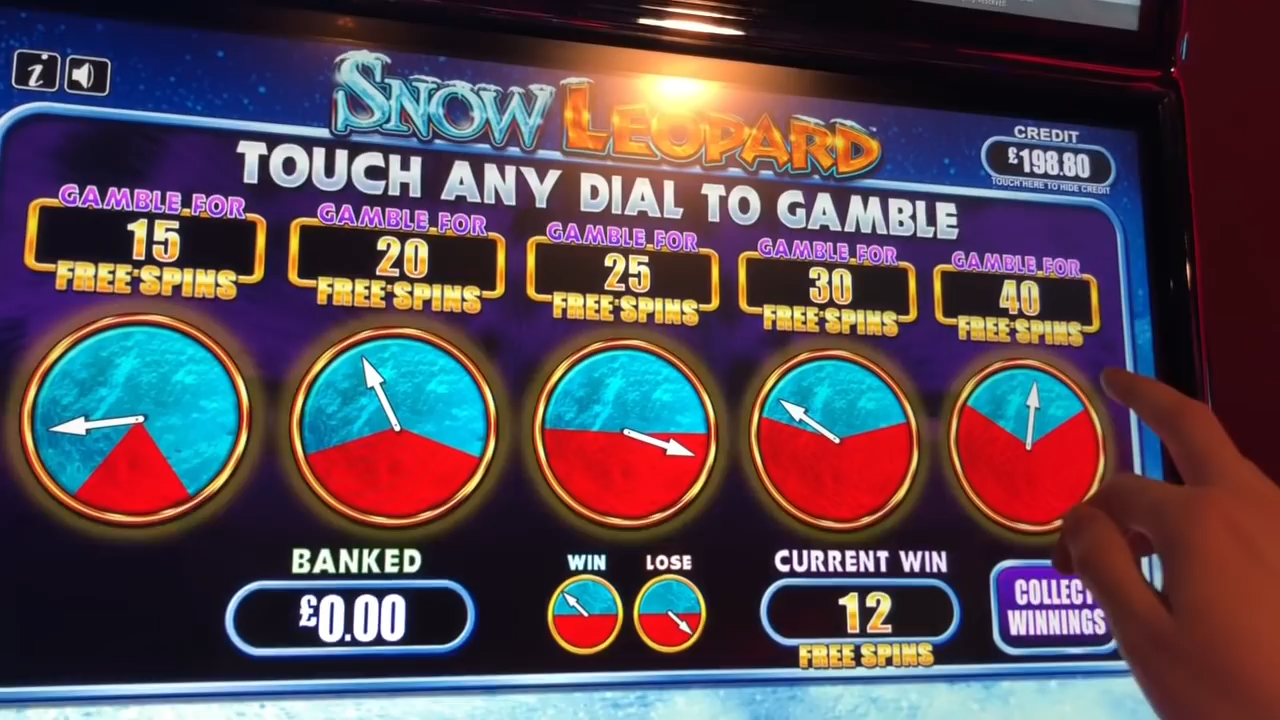 i
SNOW LEOPARD
CREDIT
£198.80
TOUCH HERE TO HIDE CREDIT
TOUCH ANY DIAL TO GAMBLE
GAMBLE FOR
15
FREE SPINS
GAMBLE FOR
20
FREE SPINS
GAMBLE FOR
25
FREE SPINS
GAMBLE FOR
30
FREE SPINS
GAMBLE FOR
40
FREE SPINS
BANKED
£0.00
WIN
LOSE
CURRENT WIN
12
FREE SPINS
COLLECT
WINNINGS